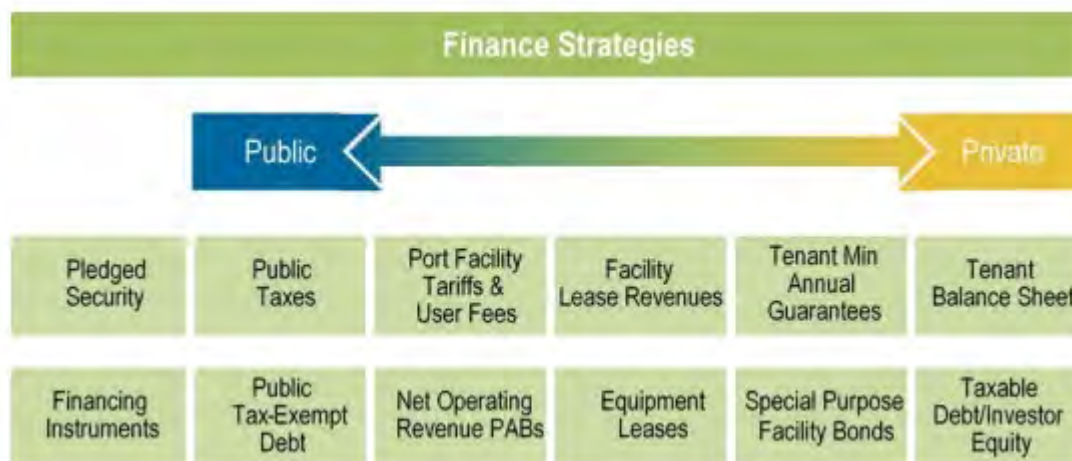 Finance Strategies
Public
Private
Pledged
Security
Public
Taxes
Port Facility
Tariffs &
User Fees
Facility
Lease Revenues
Tenant Min
Annual
Guarantees
Tenant
Balance Sheet
Financing
Instruments
Public
Tax-Exempt
Debt
Net Operating
Revenue PABs
Equipment
Leases
Special Purpose
Facility Bonds
Taxable
Debt/Investor
Equity